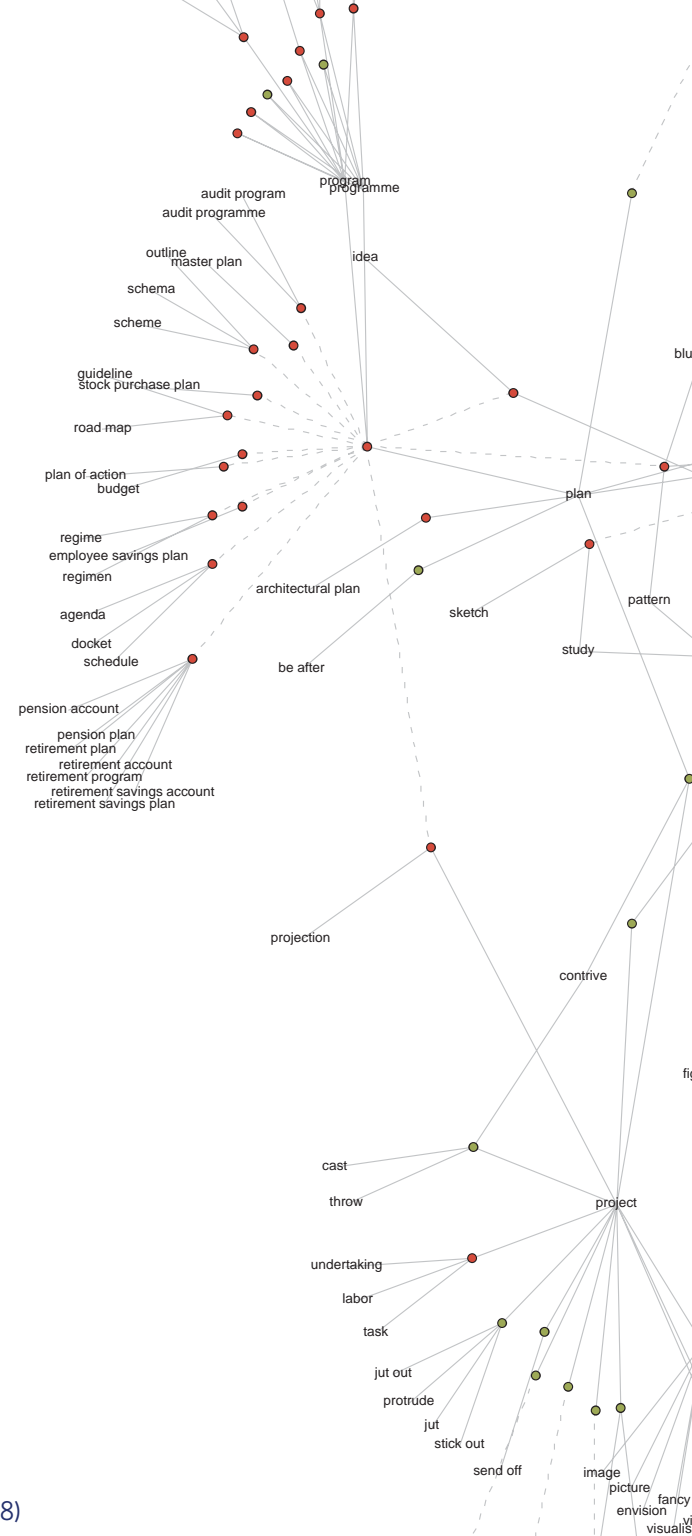 program
programme
audit program
audit programme
outline
master plan
idea
schema
scheme
guideline
stock purchase plan
road map
plan of action
budget
plan
regime
employee savings plan
regimen
architectural plan
agenda
sketch
pattern
docket
schedule
study
be after
pension account
pension plan
retirement plan
retirement account
retirement program
retirement savings account
retirement savings plan
projection
contrive
cast
throw
project
undertaking
labor
task
jut out
protrude
jut
stick out
send off
image
picture
fancy
envision
8)